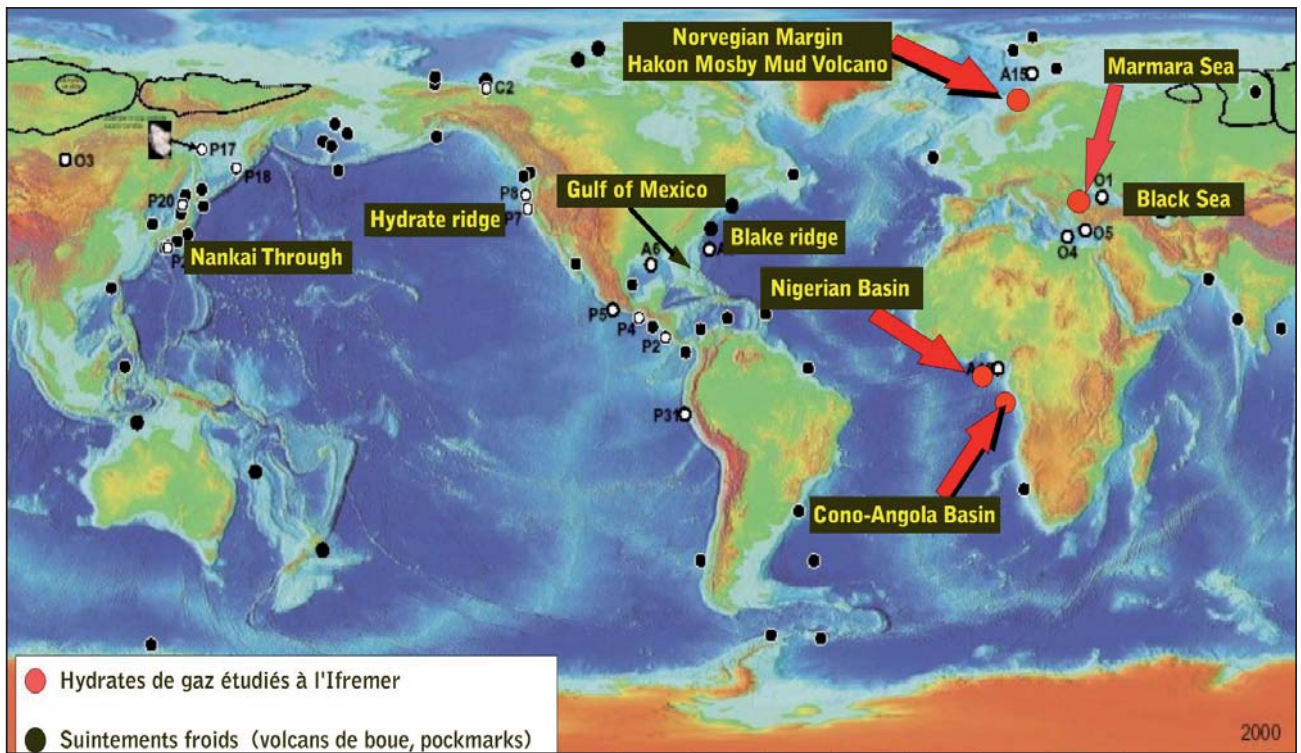 Norvegian Margin
Hakon Mosby Mud Volcano
A15
Marmara Sea
C2
O3
P17
P18
P20
P8
P7
Hydrate ridge
Gulf of Mexico
Blake ridge
O1
Black Sea
O5
O4
Nankai Through
A6
Nigerian Basin
P5
P4
P2
P31
Cono-Angola Basin
Hydrates de gaz étudiés à l'Ifremer
Suintements froids (volcans de boue, pockmarks)
2000